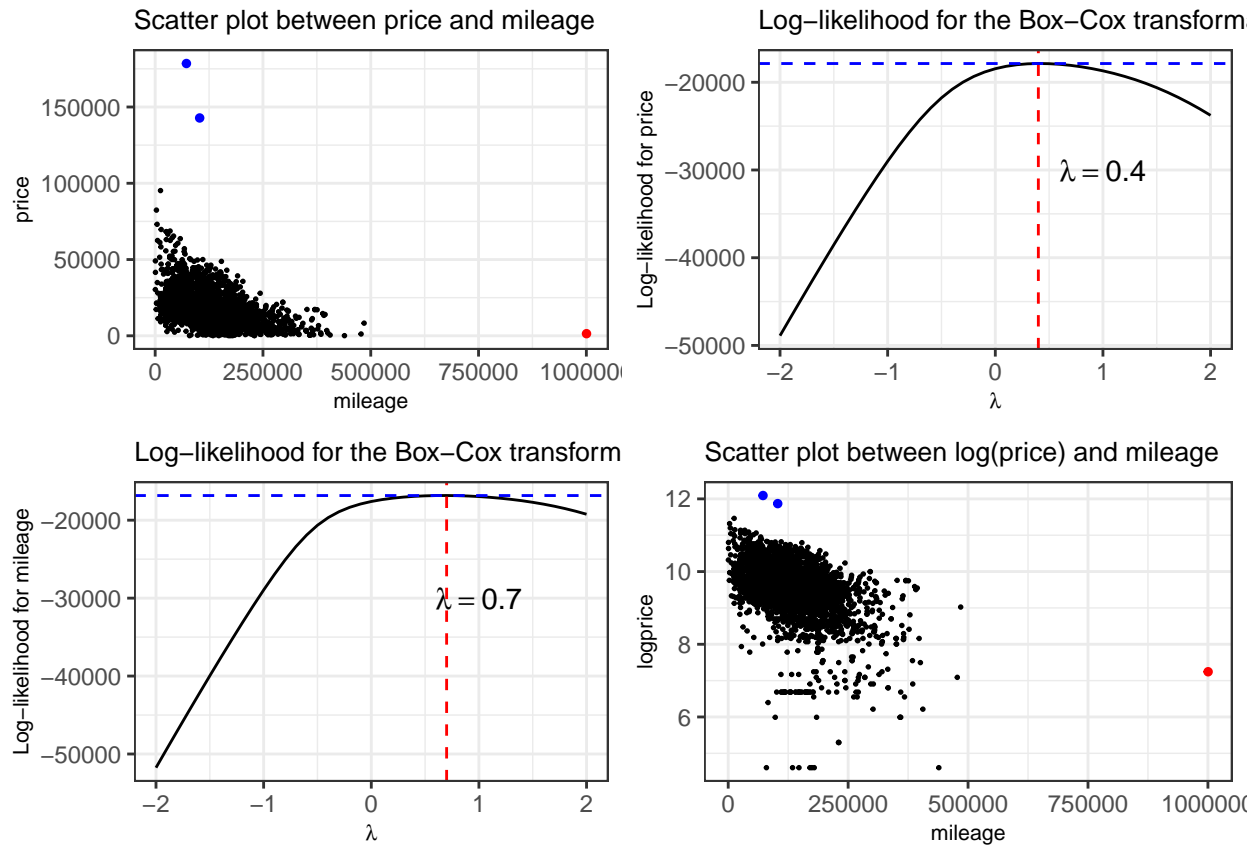 Scatter plot between price and mileage
price
150000
100000
50000
0
0 250000 500000 750000 1000000
mileage
Log−likelihood for the Box−Cox transform
Log−likelihood for price
−20000
−30000
−40000
−50000
λ = 0.4
−2 −1 0 1 2
λ
Log−likelihood for the Box−Cox transform
Log−likelihood for mileage
−20000
−30000
−40000
−50000
λ = 0.7
−2 −1 0 1 2
λ
Scatter plot between log(price) and mileage
logprice
12
10
8
6
0 250000 500000 750000 1000000
mileage